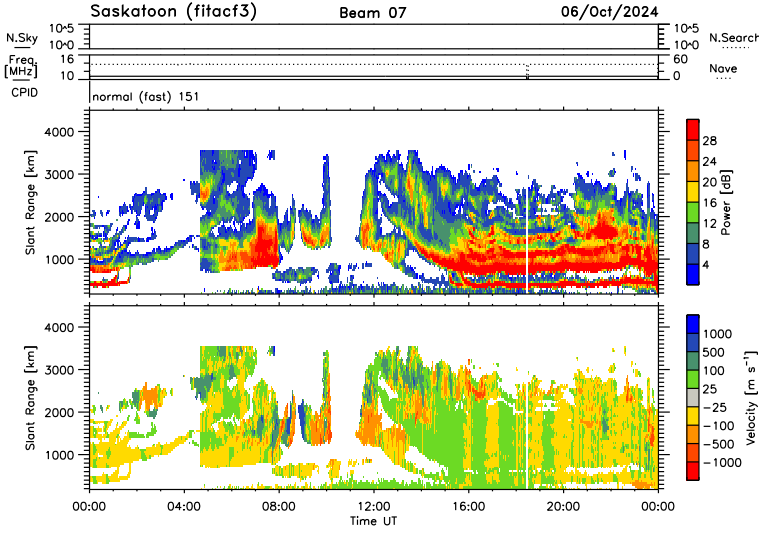 Saskatoon (fitacf3) Beam 07 06/Oct/2024
10^5 10^5
N.Sky N.Search
10^0 10^0
16 60
Freq.
[MHz] Nave
10 0
CPID
normal (fast) 151
4000
3000
2000
1000
Slant Range [km]
28
24
20
16
12
8
4
Power [dB]
4000
3000
2000
1000
Slant Range [km]
1000
500
100
25
-25
-100
-500
-1000
Velocity [m s⁻¹]
00:00 04:00 08:00 12:00 16:00 20:00 00:00
Time UT